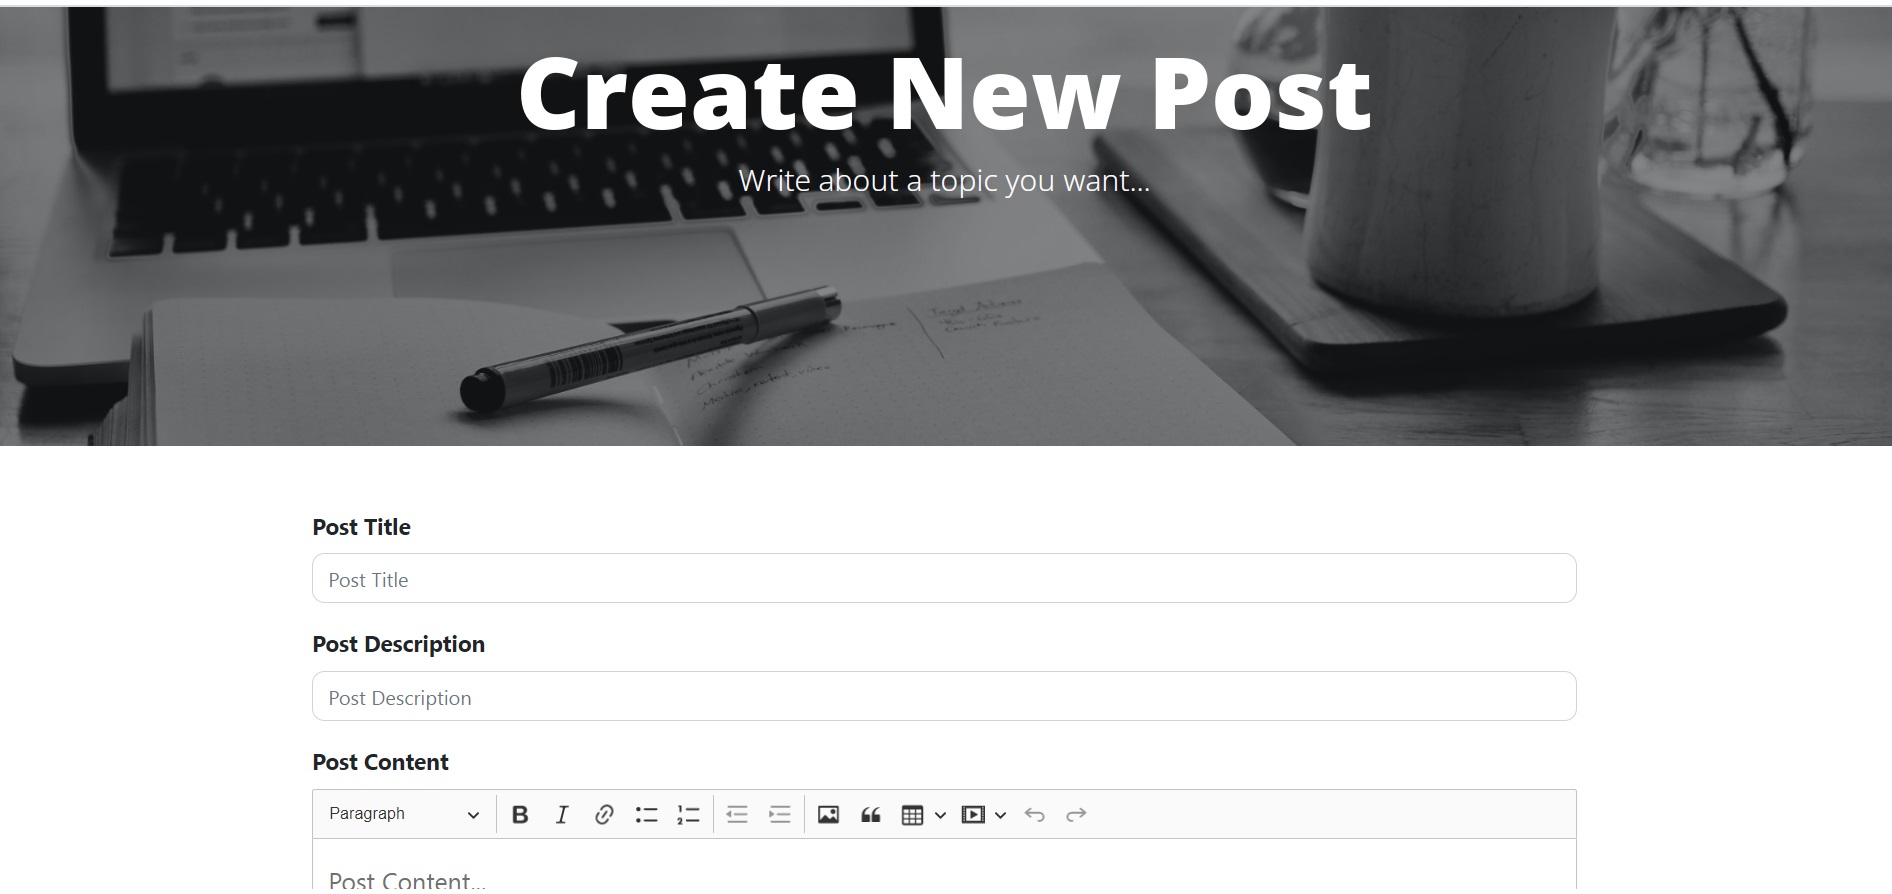 Create New Post
Write about a topic you want...
Post Title
Post Title
Post Description
Post Description
Post Content
Paragraph
Post Content...